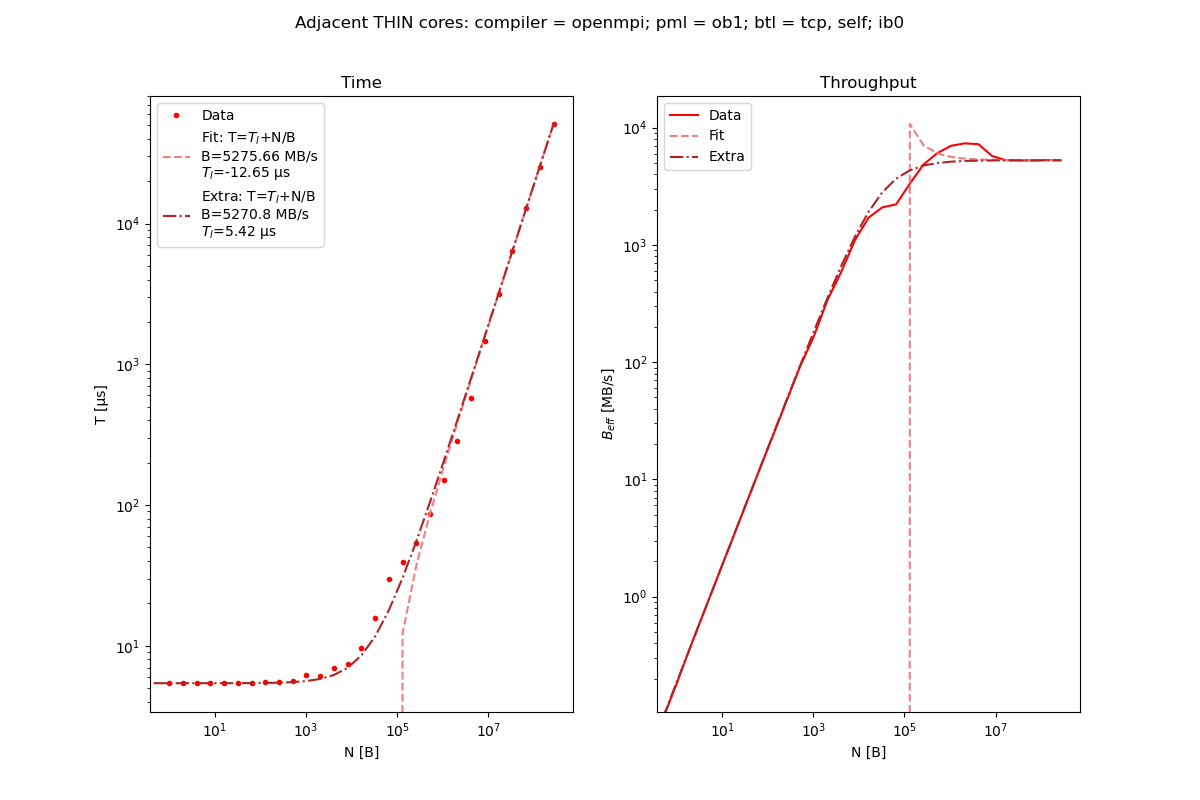 Adjacent THIN cores: compiler = openmpi; pml = ob1; btl = tcp, self; ib0
Time
Data
Fit: T=T_l+N/B
B=5275.66 MB/s
T_l=-12.65 μs
Extra: T=T_l+N/B
B=5270.8 MB/s
T_l=5.42 μs
T [μs]
10^4
10^3
10^2
10^1
10^1 10^3 10^5 10^7
N [B]
Throughput
Data
Fit
Extra
B_eff [MB/s]
10^4
10^3
10^2
10^1
10^0
10^1 10^3 10^5 10^7
N [B]